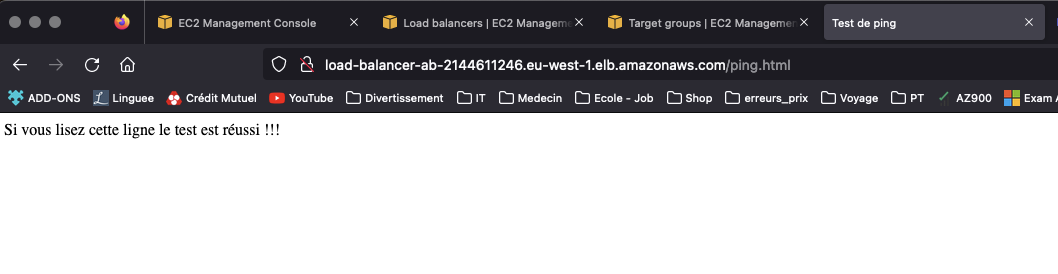 EC2 Management Console
Load balancers | EC2 Managem
Target groups | EC2 Managemen
Test de ping
load-balancer-ab-2144611246.eu-west-1.elb.amazonaws.com/ping.html
ADD-ONS Linguee Crédit Mutuel YouTube Divertissement IT Medecin Ecole - Job Shop erreurs_prix Voyage PT AZ900 Exam A
Si vous lisez cette ligne le test est réussi !!!